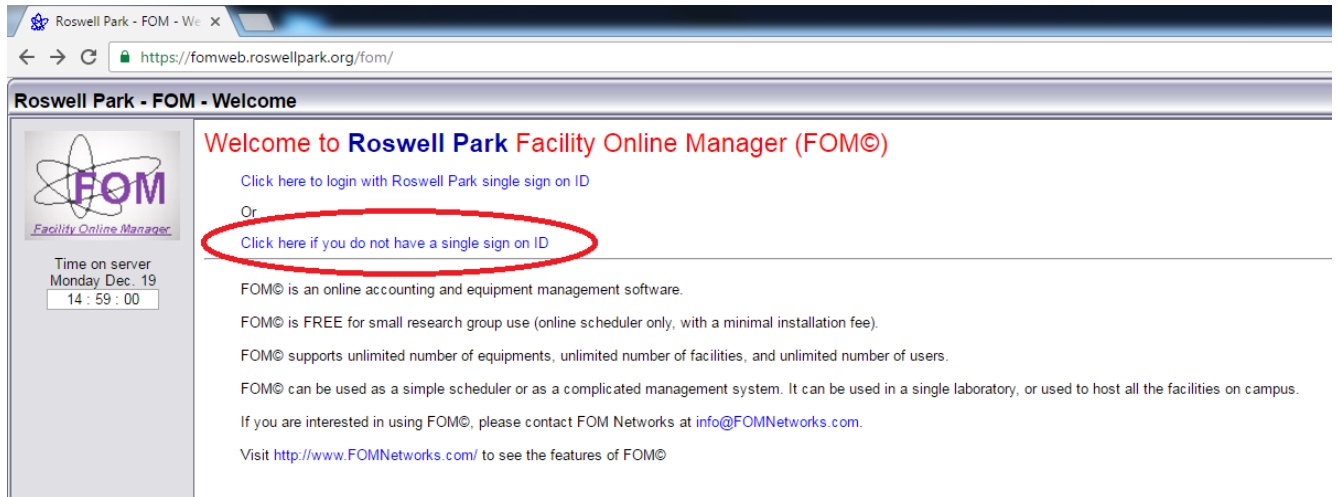 Roswell Park - FOM - We
https://fomweb.roswellpark.org/fom/
Roswell Park - FOM - Welcome
FOM
Facility Online Manager
Time on server
Monday Dec. 19
14 : 59 : 00
Welcome to Roswell Park Facility Online Manager (FOM©)
Click here to login with Roswell Park single sign on ID
Or
Click here if you do not have a single sign on ID
FOM© is an online accounting and equipment management software.
FOM© is FREE for small research group use (online scheduler only, with a minimal installation fee).
FOM© supports unlimited number of equipments, unlimited number of facilities, and unlimited number of users.
FOM© can be used as a simple scheduler or as a complicated management system. It can be used in a single laboratory, or used to host all the facilities on campus.
If you are interested in using FOM©, please contact FOM Networks at info@FOMNetworks.com.
Visit http://www.FOMNetworks.com/ to see the features of FOM©